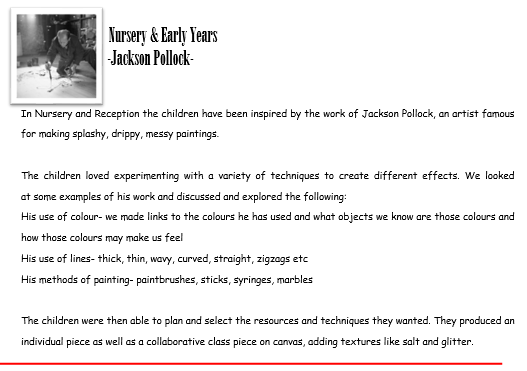 Nursery & Early Years
-Jackson Pollock-
In Nursery and Reception the children have been inspired by the work of Jackson Pollock, an artist famous
for making splashy, drippy, messy paintings.
The children loved experimenting with a variety of techniques to create different effects. We looked
at some examples of his work and discussed and explored the following:
His use of colour- we made links to the colours he has used and what objects we know are those colours and
how those colours may make us feel
His use of lines- thick, thin, wavy, curved, straight, zigzags etc
His methods of painting- paintbrushes, sticks, syringes, marbles
The children were then able to plan and select the resources and techniques they wanted. They produced an
individual piece as well as a collaborative class piece on canvas, adding textures like salt and glitter.